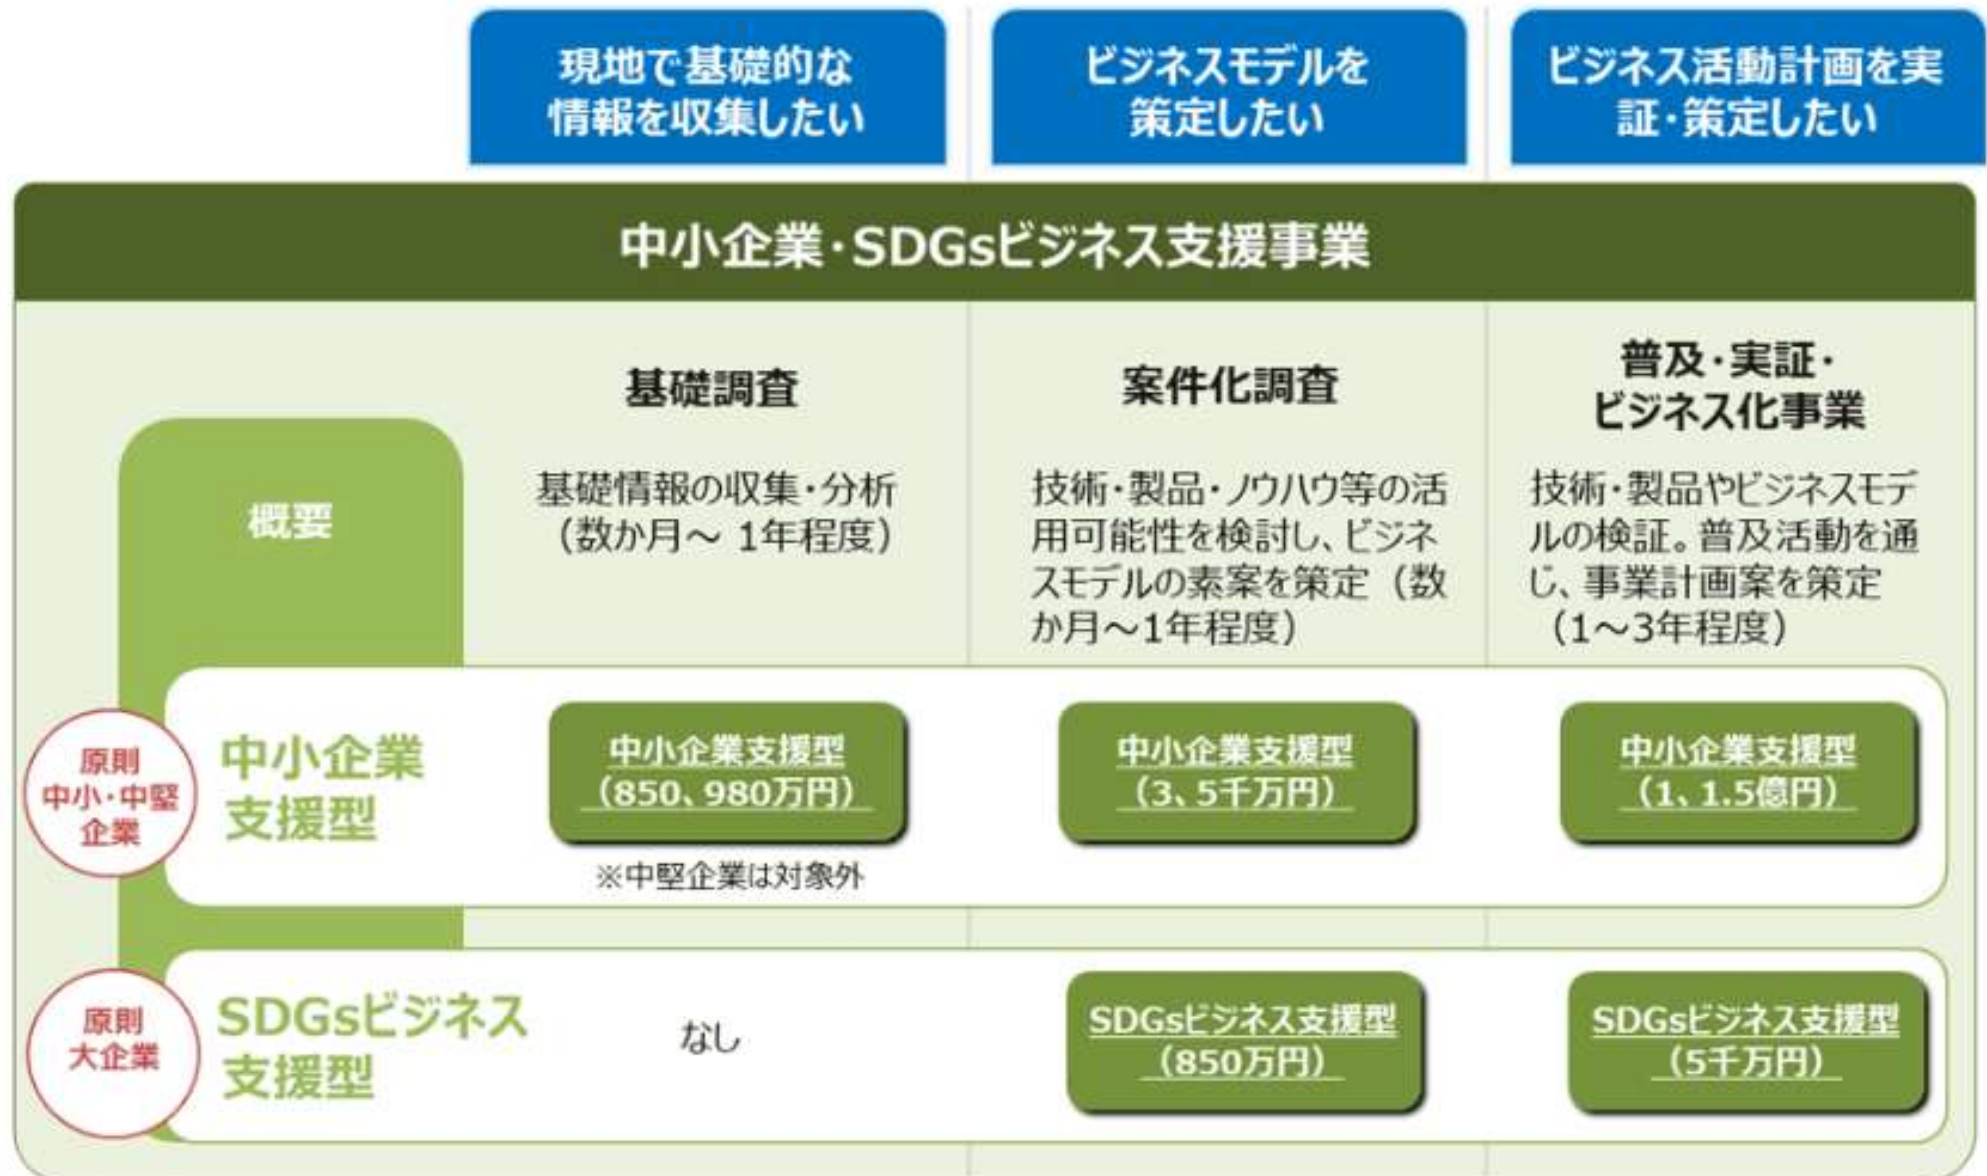 現地で基礎的な
情報を収集したい
ビジネスモデルを
策定したい
ビジネス活動計画を実
証・策定したい
中小企業・SDGsビジネス支援事業
概要
基礎調査
基礎情報の収集・分析
（数か月～ 1年程度）
案件化調査
技術・製品・ノウハウ等の活
用可能性を検討し、ビジネ
スモデルの素案を策定（数
か月～1年程度）
普及・実証・
ビジネス化事業
技術・製品やビジネスモデ
ルの検証。普及活動を通
じ、事業計画案を策定
（1～3年程度）
原則
中小・中堅
企業
中小企業
支援型
中小企業支援型
（850、980万円）
※中堅企業は対象外
中小企業支援型
（3、5千万円）
中小企業支援型
（1、1.5億円）
原則
大企業
SDGsビジネス
支援型
なし
SDGsビジネス支援型
（850万円）
SDGsビジネス支援型
（5千万円）